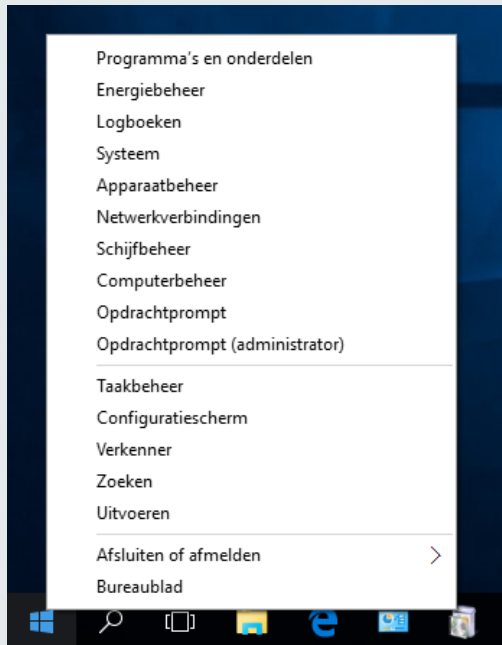 Programma's en onderdelen
Energiebeheer
Logboeken
Systeem
Apparaatbeheer
Netwerkverbindingen
Schijfbeheer
Computerbeheer
Opdrachtprompt
Opdrachtprompt (administrator)
Taakbeheer
Configuratiescherm
Verkenner
Zoeken
Uitvoeren
Afsluiten of afmelden
Bureaublad